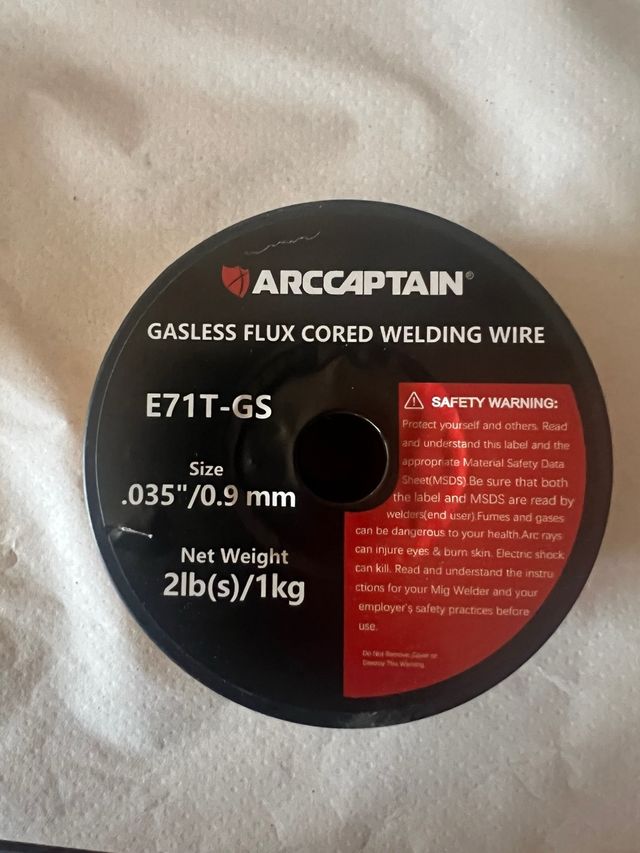 ARCCAPTAIN®
GASLESS FLUX CORED WELDING WIRE
E71T-GS
Size
.035"/0.9 mm
Net Weight
2lb(s)/1kg
⚠ SAFETY WARNING:
Protect yourself and others. Read
and understand this label and the
appropriate Material Safety Data
Sheet(MSDS).Be sure that both
the label and MSDS are read by
welders(end user).Fumes and gases
can be dangerous to your health.Arc rays
can injure eyes & burn skin. Electric shock
can kill. Read and understand the instru
ctions for your Mig Welder and your
employer's safety practices before
use.
Do Not Remove ,Cover or
Destroy This Warning.